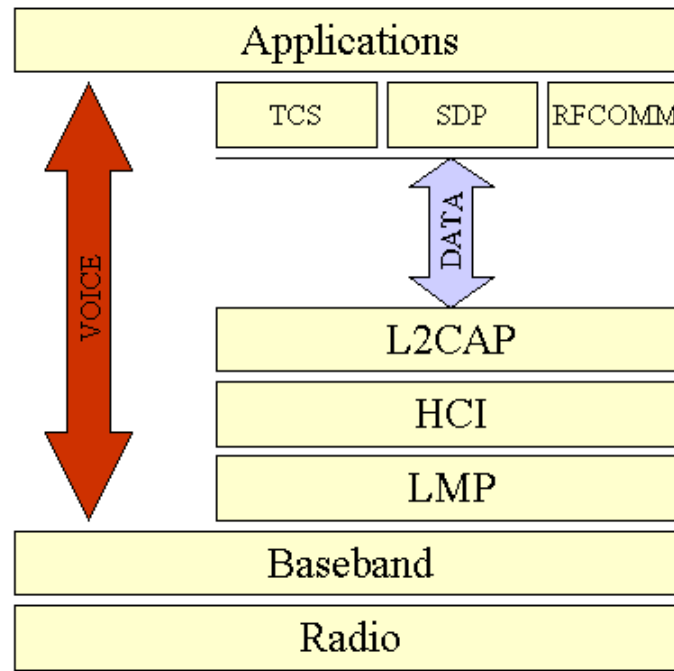 Applications
TCS
SDP
RFCOMM
VOICE
DATA
L2CAP
HCI
LMP
Baseband
Radio